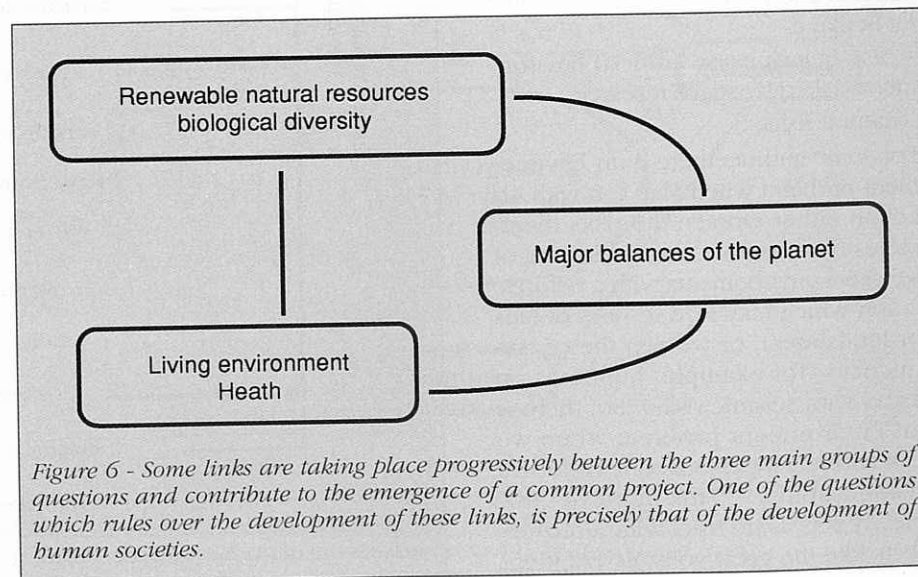 Renewable natural resources
biological diversity
Major balances of the planet
Living environment
Heath
Figure 6 - Some links are taking place progressively between the three main groups of
questions and contribute to the emergence of a common project. One of the questions
which rules over the development of these links, is precisely that of the development of
human societies.